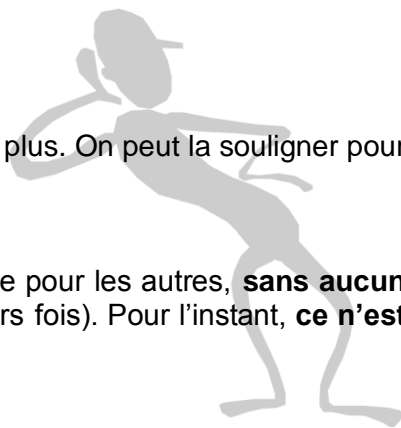 plus. On peut la souligner pour
e pour les autres, sans aucun
rs fois). Pour l’instant, ce n’est